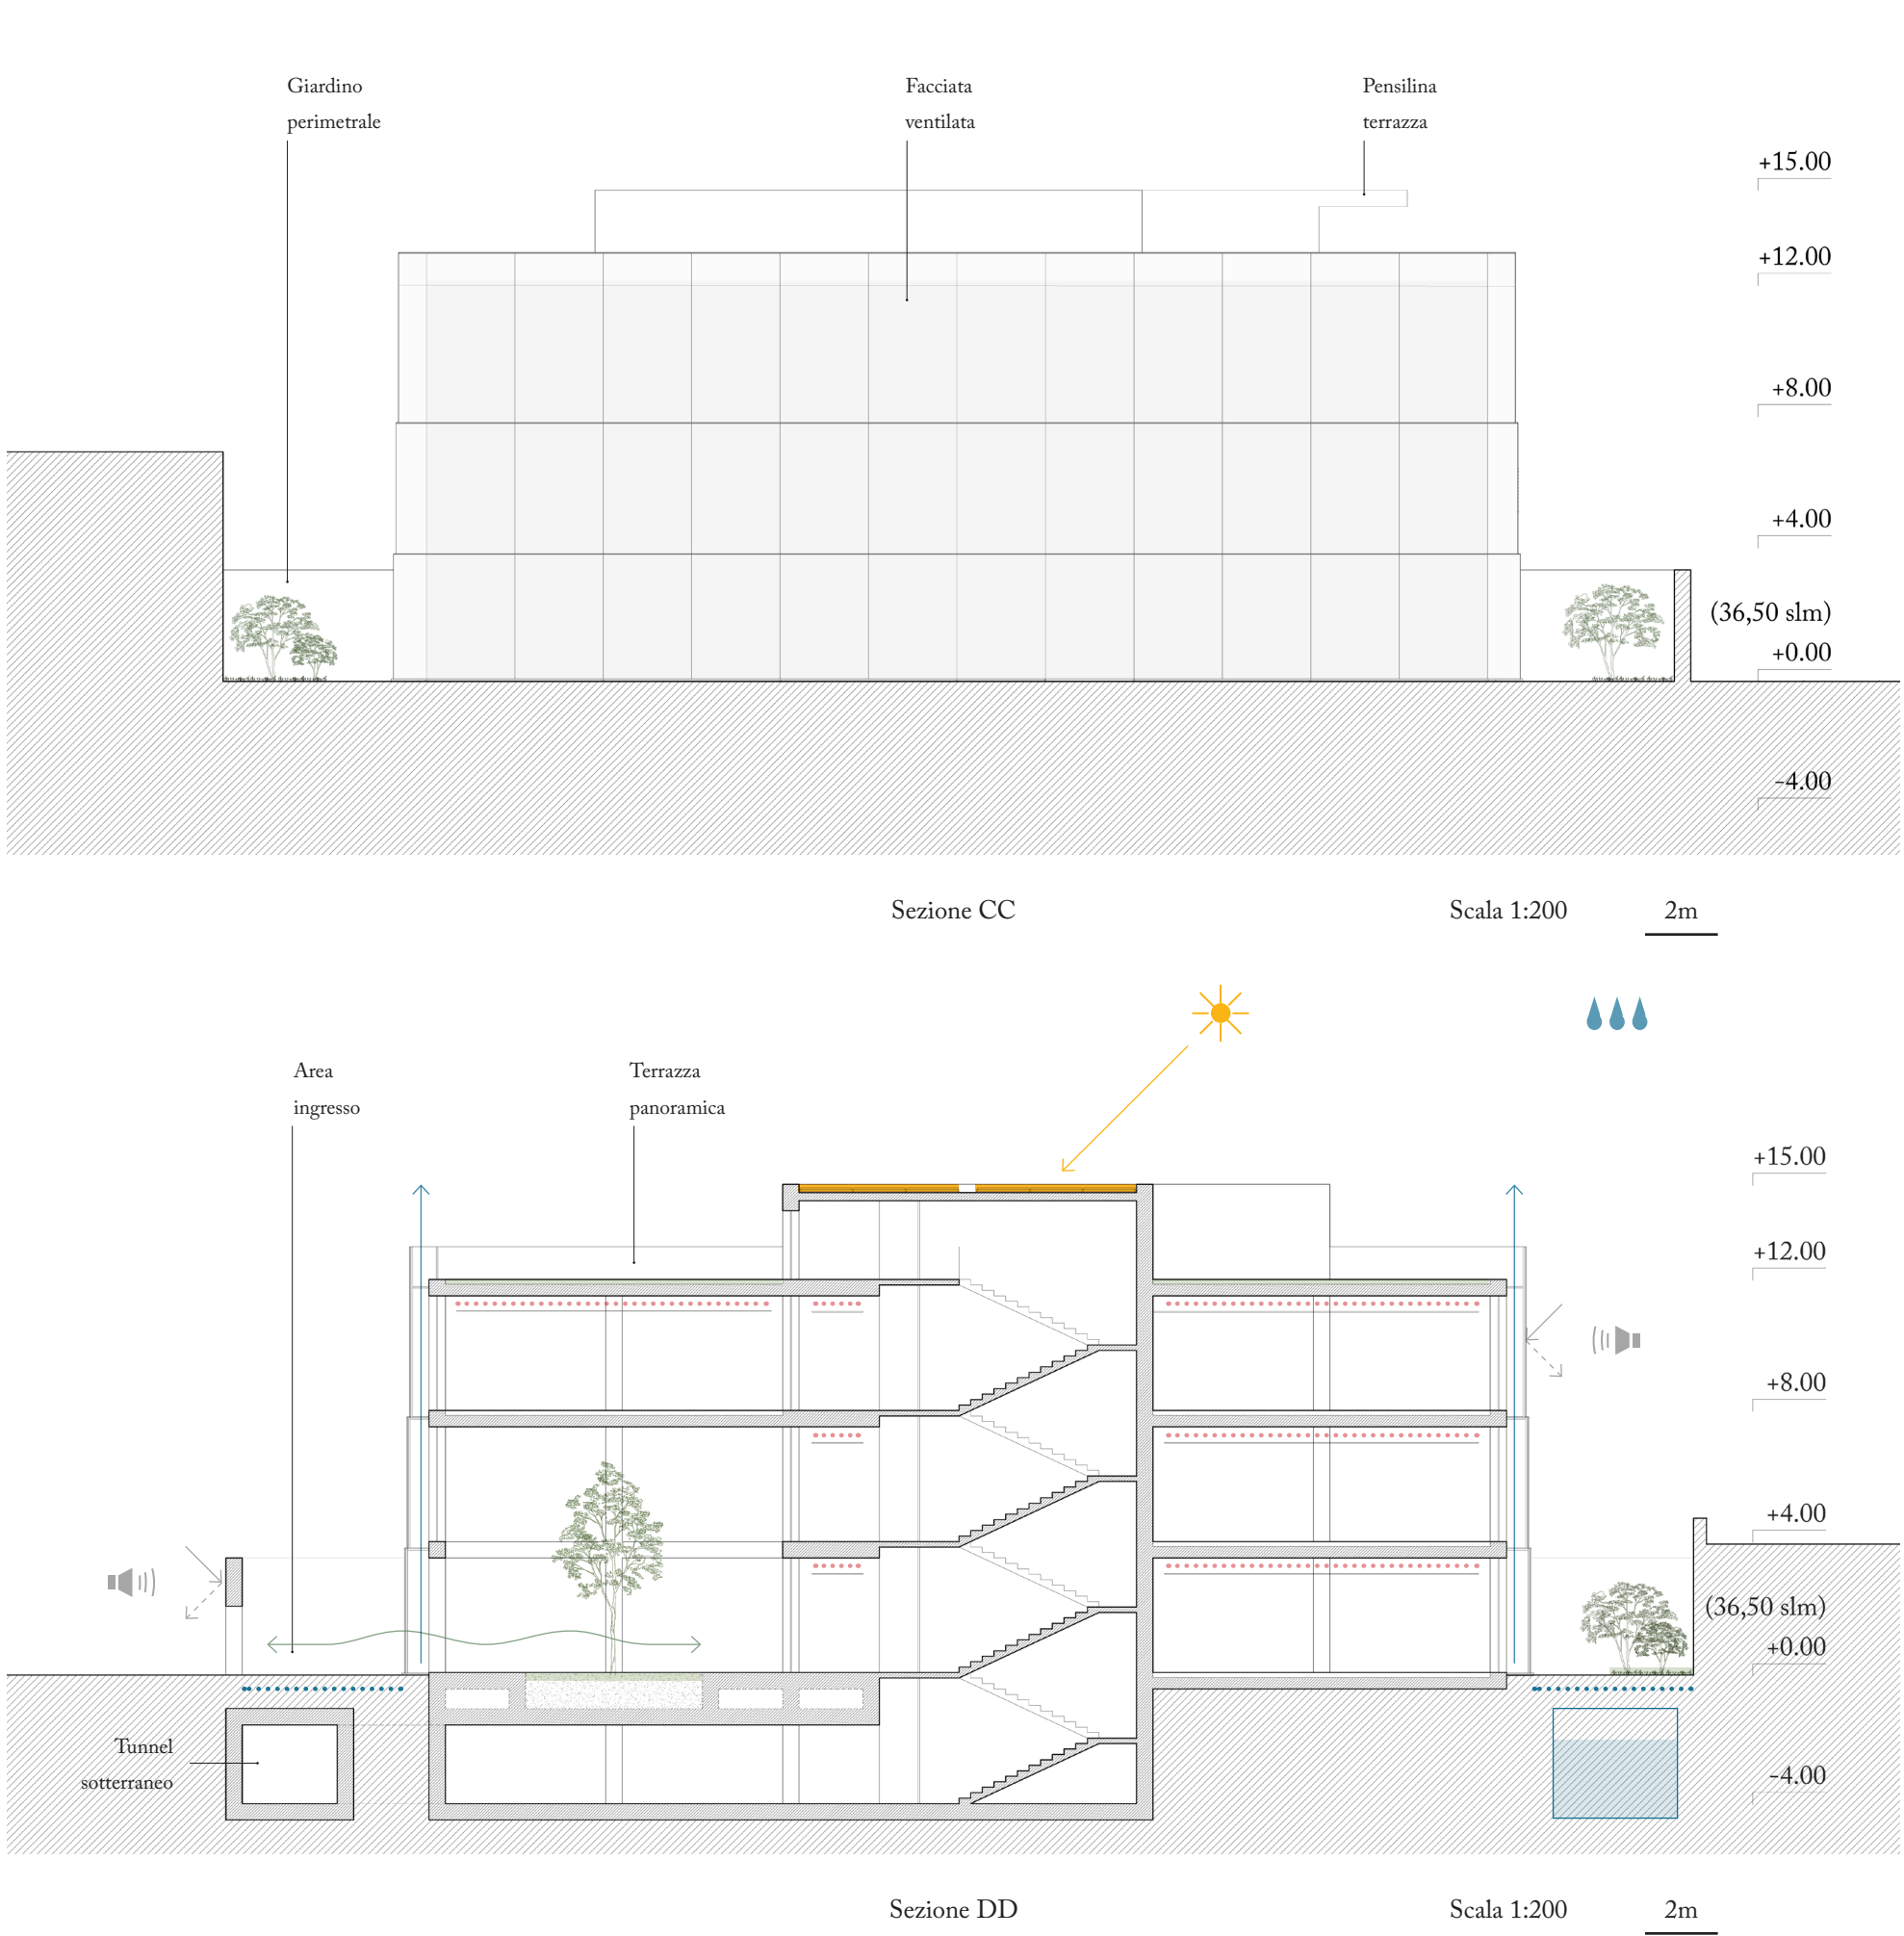 Giardino
perimetrale
Facciata
ventilata
Pensilina
terrazza
+15.00
+12.00
+8.00
+4.00
(36,50 slm)
+0.00
-4.00
Sezione CC
Scala 1:200
2m
Area
ingresso
Terrazza
panoramica
+15.00
+12.00
+8.00
+4.00
(36,50 slm)
+0.00
Tunnel
sotterraneo
-4.00
Sezione DD
Scala 1:200
2m